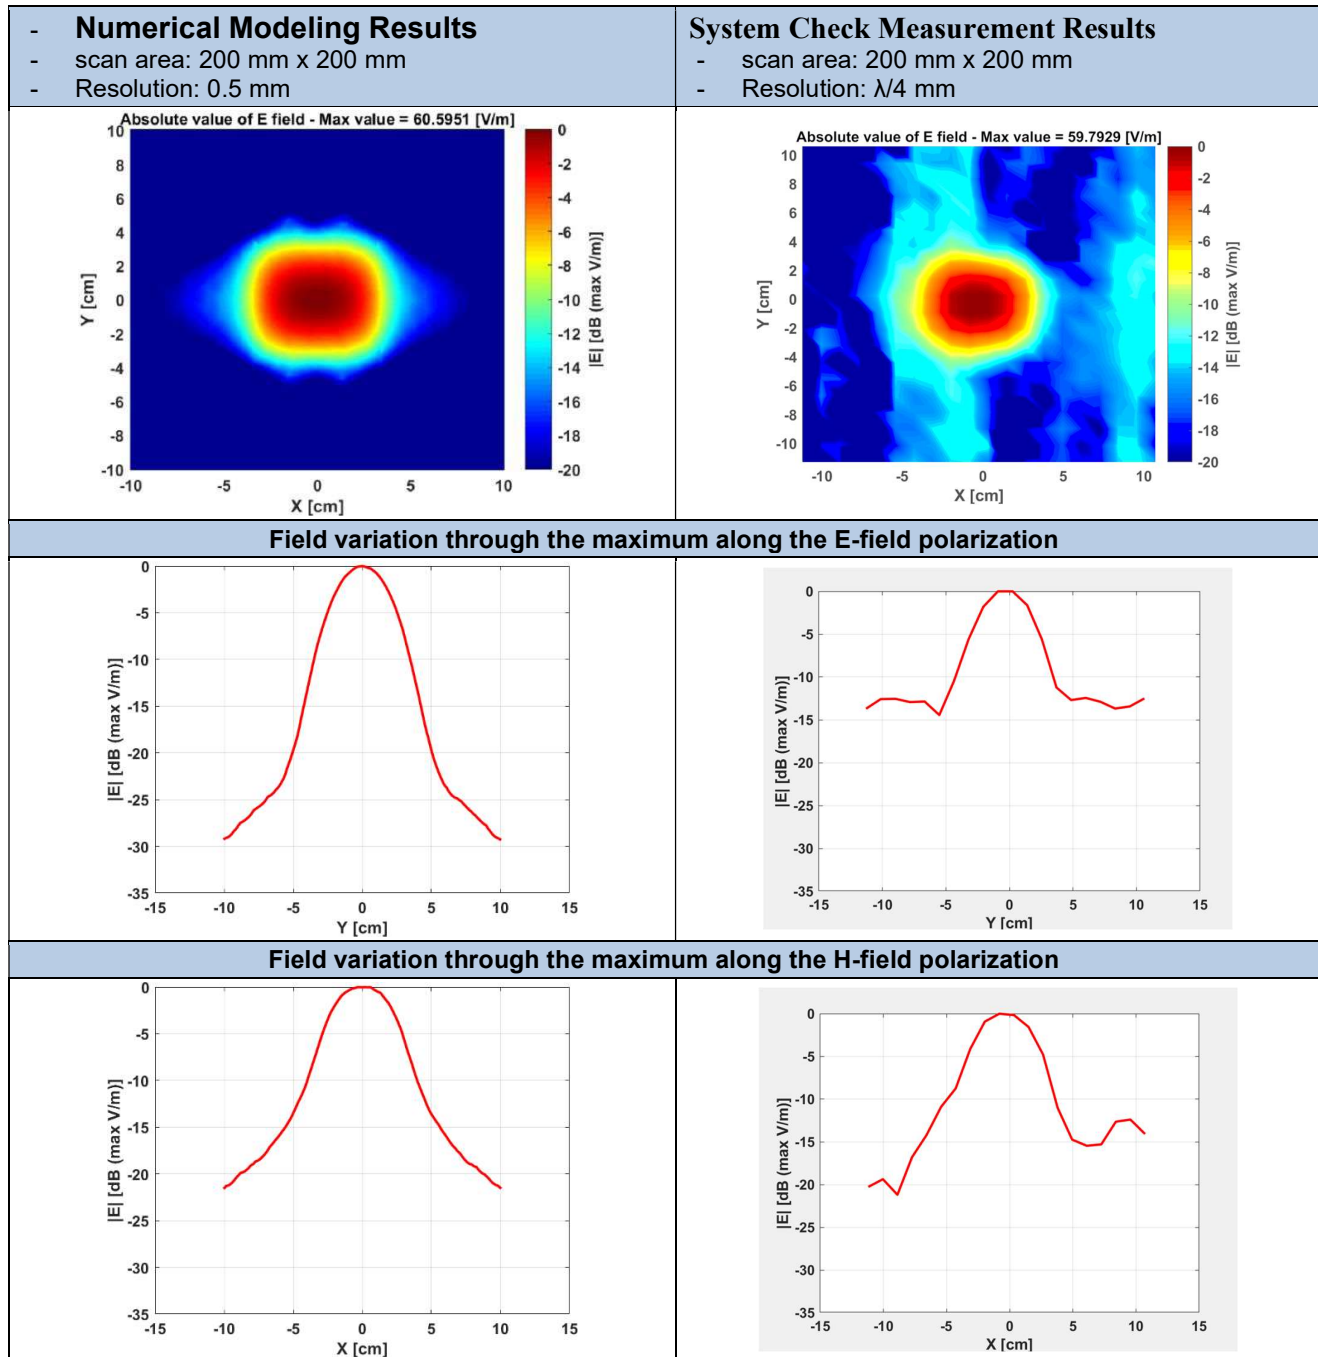 - Numerical Modeling Results
- scan area: 200 mm x 200 mm
- Resolution: 0.5 mm
System Check Measurement Results
- scan area: 200 mm x 200 mm
- Resolution: λ/4 mm
Absolute value of E field - Max value = 60.5951 [V/m]
10
8
6
4
2
0
-2
-4
-6
-8
-10
Y [cm]
-10 -5 0 5 10
X [cm]
0
-2
-4
-6
-8
-10
-12
-14
-16
-18
-20
|E| [dB (max V/m)]
Absolute value of E field - Max value = 59.7929 [V/m]
10
8
6
4
2
0
-2
-4
-6
-8
-10
Y [cm]
-10 -5 0 5 10
X [cm]
0
-2
-4
-6
-8
-10
-12
-14
-16
-18
-20
|E| [dB (max V/m)]
Field variation through the maximum along the E-field polarization
0
-5
-10
-15
-20
-25
-30
-35
|E| [dB (max V/m)]
-15 -10 -5 0 5 10 15
Y [cm]
0
-5
-10
-15
-20
-25
-30
-35
|E| [dB (max V/m)]
-15 -10 -5 0 5 10 15
Y [cm]
Field variation through the maximum along the H-field polarization
0
-5
-10
-15
-20
-25
-30
-35
|E| [dB (max V/m)]
-15 -10 -5 0 5 10 15
X [cm]
0
-5
-10
-15
-20
-25
-30
-35
|E| [dB (max V/m)]
-15 -10 -5 0 5 10 15
X [cm]